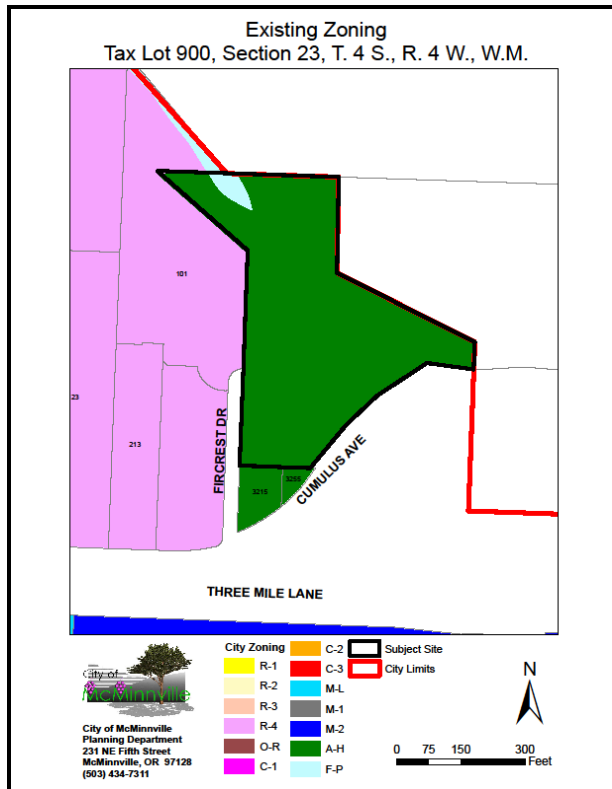 Existing Zoning
Tax Lot 900, Section 23, T. 4 S., R. 4 W., W.M.
101
23
213
FIRCREST DR
3215
3255
CUMULUS AVE
THREE MILE LANE
City of
McMinnville
City of McMinnville
Planning Department
231 NE Fifth Street
McMinnville, OR 97128
(503) 434-7311
City Zoning
R-1
R-2
R-3
R-4
O-R
C-1
C-2
C-3
M-L
M-1
M-2
A-H
F-P
Subject Site
City Limits
N
0 75 150 300
Feet